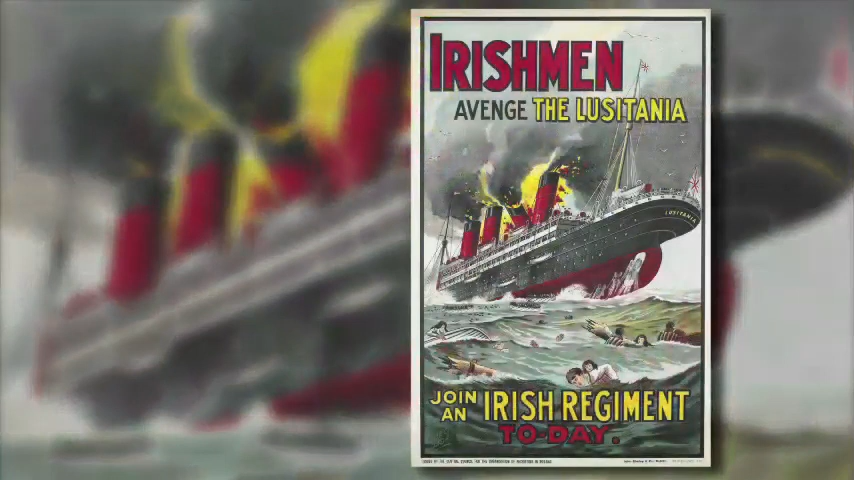 IRISHMEN
AVENGE THE LUSITANIA
LUSITANIA
JOIN
AN IRISH REGIMENT
TO-DAY.